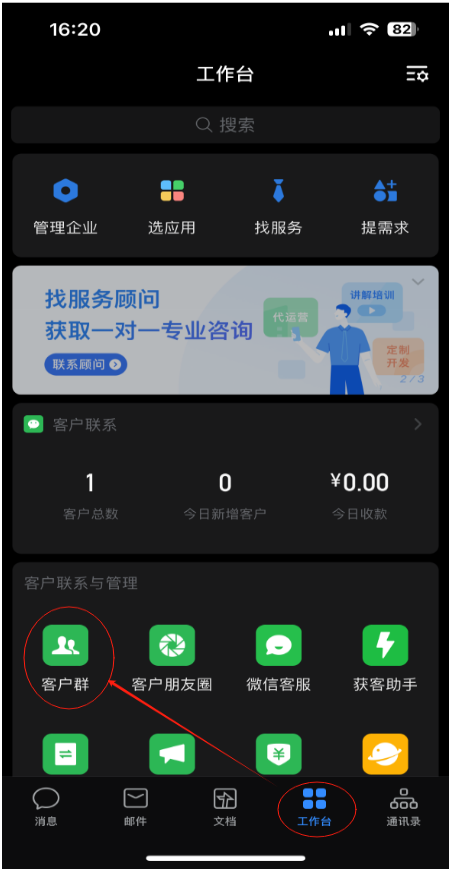 16:20
82
工作台
搜索
管理企业 选应用 找服务 提需求
找服务顾问
获取一对一专业咨询
联系顾问
代运营
讲解培训
定制
开发
2/3
客户联系
1 0 ¥0.00
客户总数 今日新增客户 今日收款
客户联系与管理
客户群 客户朋友圈 微信客服 获客助手
消息 邮件 文档 工作台 通讯录